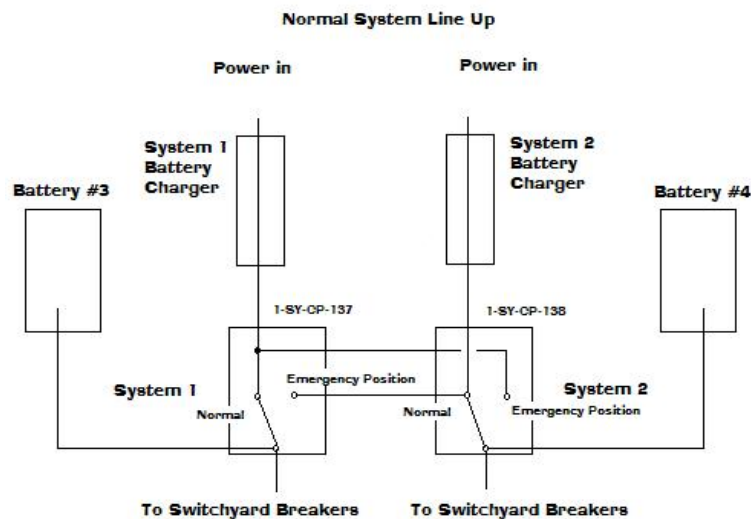 Normal System Line Up
Power in
Power in
System 1
Battery
Charger
System 2
Battery
Charger
Battery #3
Battery #4
1-SY-CP-137
1-SY-CP-138
System 1
Emergency Position
Normal
Normal
System 2
Emergency Position
To Switchyard Breakers
To Switchyard Breakers